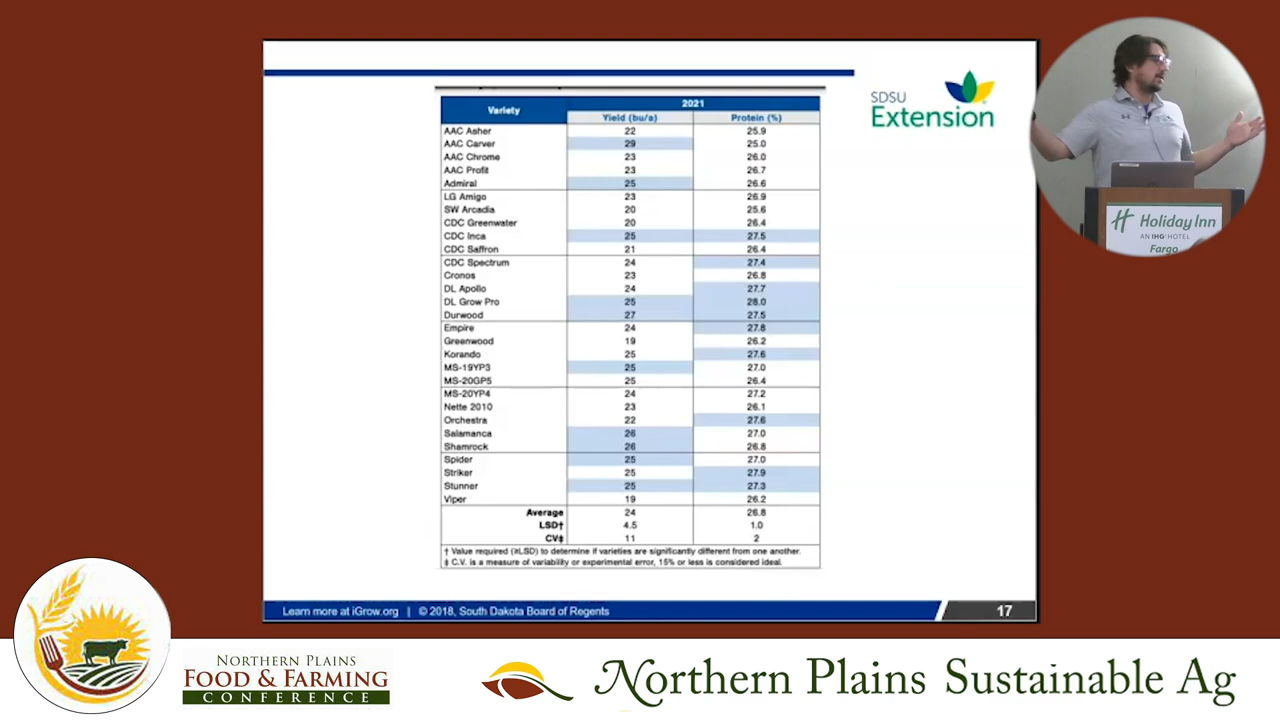 SDSU
Extension
Variety 2021
Yield (bu/a) Protein (%)
AAC Asher 22 25.9
AAC Carver 29 25.0
AAC Chrome 23 26.0
AAC Profit 23 26.7
Admiral 25 26.6
LG Amigo 23 26.9
SW Arcadia 20 25.6
CDC Greenwater 20 26.4
CDC Inca 25 27.5
CDC Saffron 21 26.4
CDC Spectrum 24 27.4
Cronos 23 26.8
DL Apollo 24 27.7
DL Grow Pro 25 28.0
Durwood 27 27.5
Empire 24 27.8
Greenwood 19 26.2
Korando 25 27.6
MS-19YP3 25 27.0
MS-20GP5 25 26.4
MS-20YP4 24 27.2
Nette 2010 23 26.1
Orchestra 22 27.6
Salamanca 26 27.0
Shamrock 26 26.8
Spider 25 27.0
Striker 25 27.9
Stunner 25 27.3
Viper 19 26.2
Average 24 26.8
LSD† 4.5 1.0
CV‡ 11 2
† Value required (≥LSD) to determine if varieties are significantly different from one another.
‡ C.V. is a measure of variability or experimental error, 15% or less is considered ideal.
Learn more at iGrow.org | © 2018, South Dakota Board of Regents 17
H Holiday Inn
AN IHG HOTEL
Fargo
NORTHERN PLAINS
FOOD & FARMING
CONFERENCE
Northern Plains Sustainable Ag